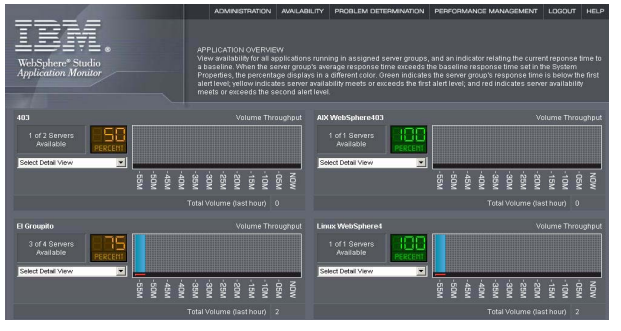 ADMINISTRATION AVAILABILITY PROBLEM DETERMINATION PERFORMANCE MANAGEMENT LOGOUT HELP
IBM®
WebSphere® Studio
Application Monitor
APPLICATION OVERVIEW
View availability for all applications running in assigned server groups, and an indicator relating the current reponse time to
a baseline. When the server group's average response time exceeds the baseline response time set in the System
Properties, the percentage displays in a different color. Green indicates the server group's response time is below the first
alert level; yellow indicates server availability meets or exceeds the first alert level; and red indicates server availability
meets or exceeds the second alert level.
403 Volume Throughput
1 of 2 Servers
Available
50
PERCENT
Select Detail View
-55M -50M -45M -40M -35M -30M -25M -20M -15M -10M -05M NOW
Total Volume (last hour) 0
AIX WebSphere403 Volume Throughput
1 of 1 Servers
Available
100
PERCENT
Select Detail View
-55M -50M -45M -40M -35M -30M -25M -20M -15M -10M -05M NOW
Total Volume (last hour) 0
El Groupito Volume Throughput
3 of 4 Servers
Available
75
PERCENT
Select Detail View
-55M -50M -45M -40M -35M -30M -25M -20M -15M -10M -05M NOW
Total Volume (last hour) 2
Linux WebSphere4 Volume Throughput
1 of 1 Servers
Available
100
PERCENT
Select Detail View
-55M -50M -45M -40M -35M -30M -25M -20M -15M -10M -05M NOW
Total Volume (last hour) 2